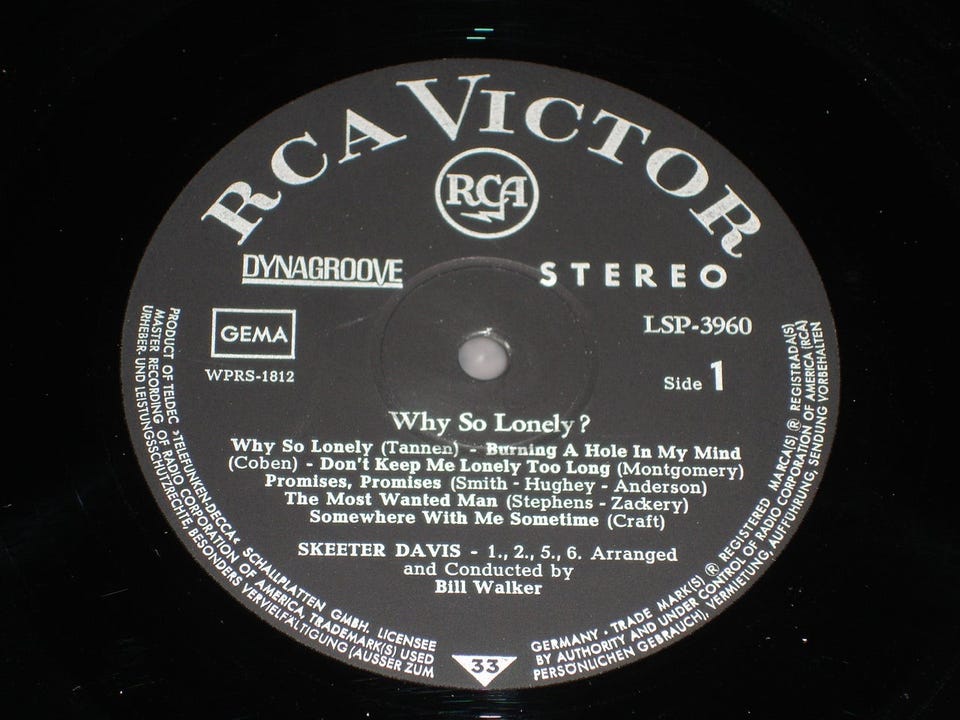 RCA VICTOR
RCA
DYNAGROOVE
STEREO
GEMA
LSP-3960
WPRS-1812
Side 1
Why So Lonely?
Why So Lonely (Tannen) - Burning A Hole In My Mind
(Coben) - Don't Keep Me Lonely Too Long (Montgomery)
Promises, Promises (Smith - Hughey - Anderson)
The Most Wanted Man (Stephens - Zackery)
Somewhere With Me Sometime (Craft)
SKEETER DAVIS - 1., 2., 5., 6. Arranged
and Conducted by
Bill Walker
PRODUCT OF TELDEC »TELEFUNKEN-DECCA« SCHALLPLATTEN GMBH. LICENSEE
MASTER RECORDING OF RADIO CORPORATION OF AMERICA, TRADEMARK(S) USED
URHEBER- UND LEISTUNGSSCHUTZRECHTE, BESONDERS VERVIELFÄLTIGUNG (AUSSER ZUM
33
GERMANY · TRADE MARK(S) ® REGISTERED MARCA(S) ® REGISTRADA(S)
BY AUTHORITY AND UNDER CONTROL OF RADIO CORPORATION OF AMERICA (RCA)
PERSÖNLICHEN GEBRAUCH), VERMIETUNG, AUFFÜHRUNG, SENDUNG VORBEHALTEN